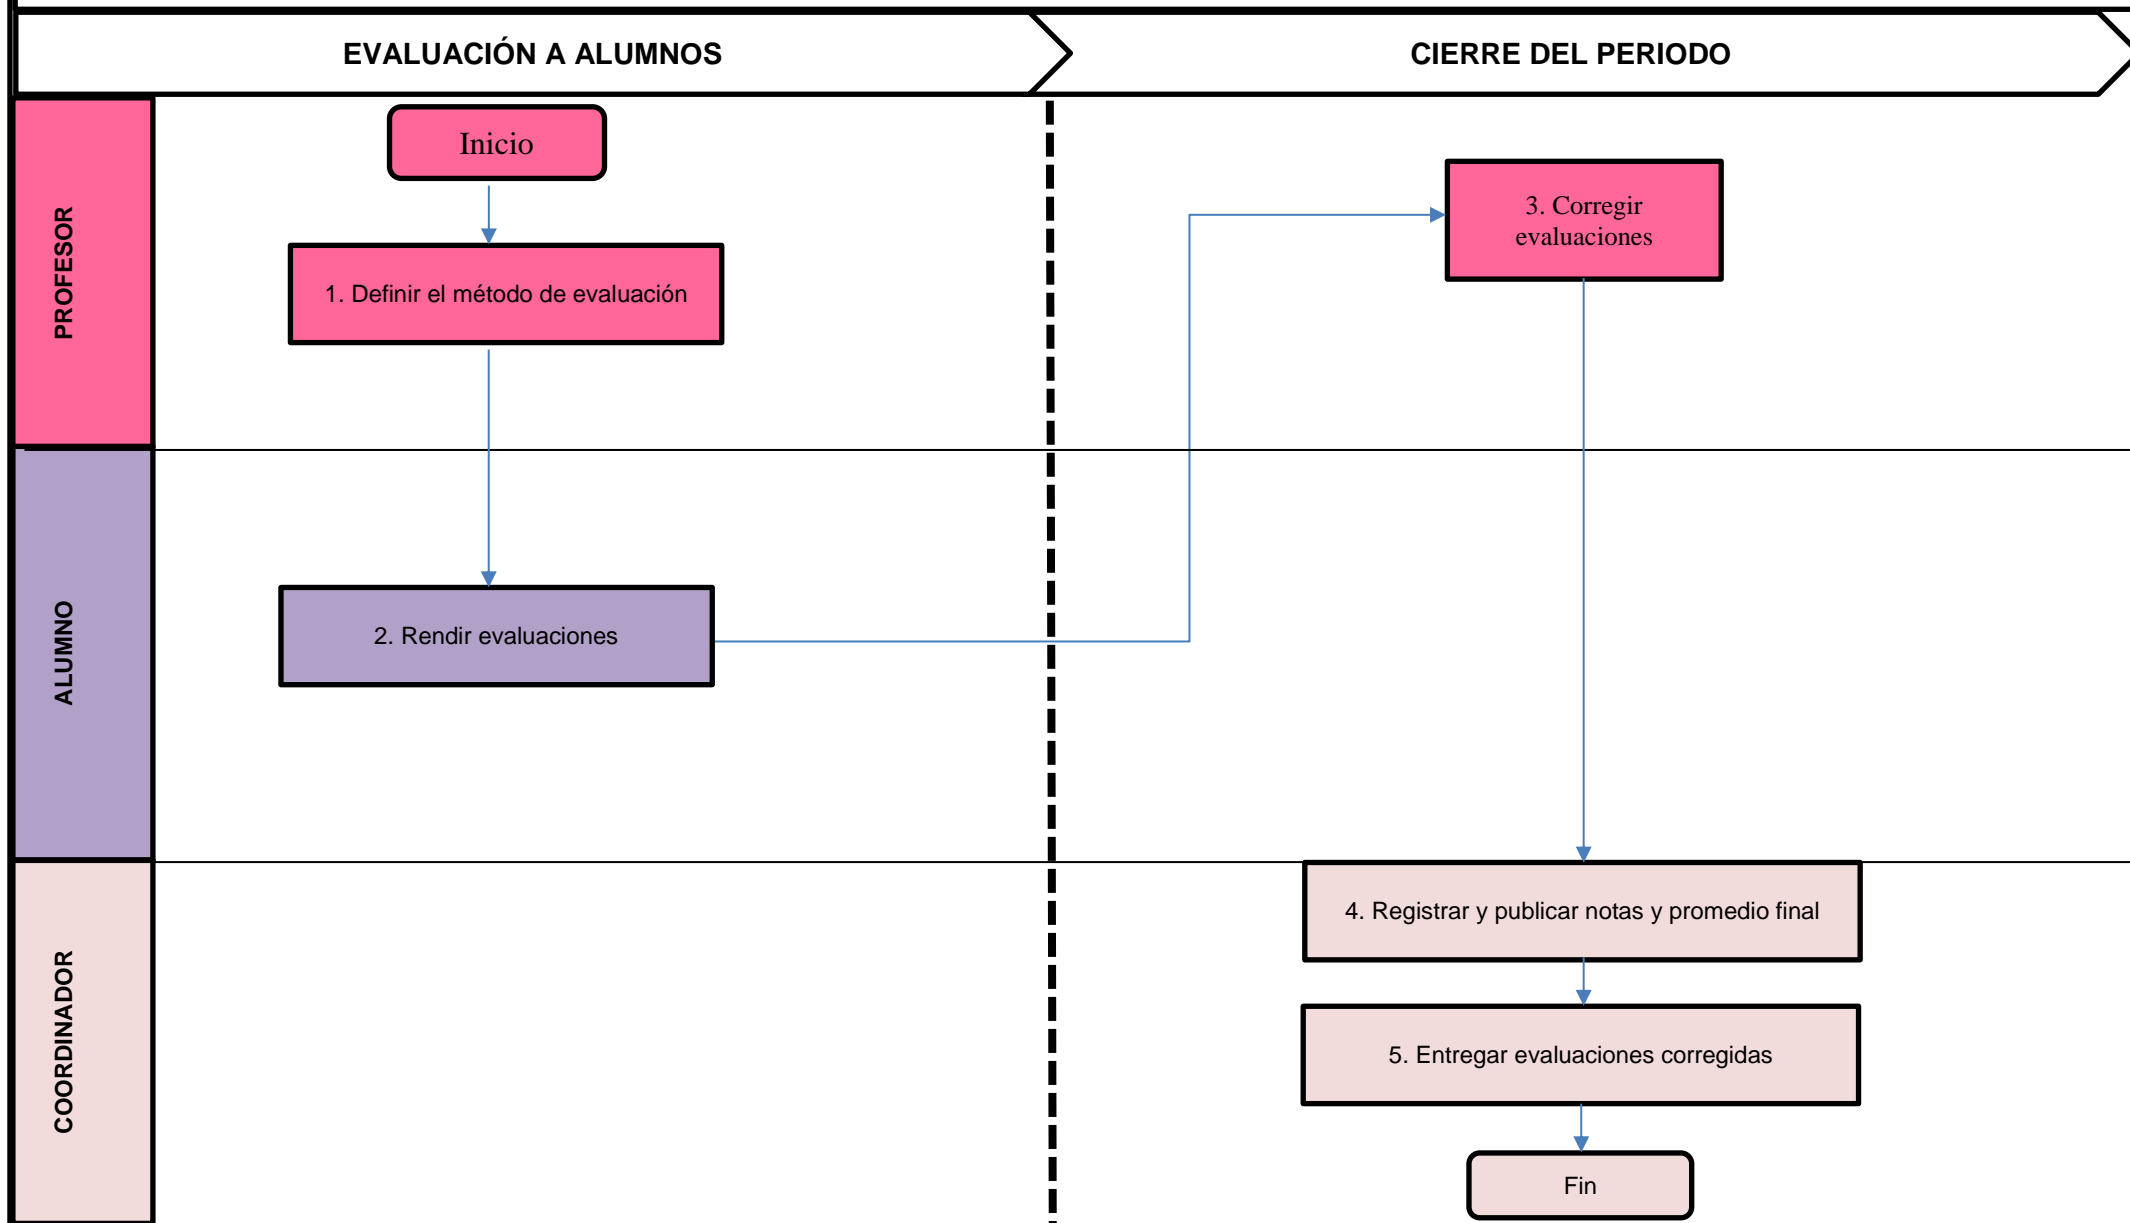 EVALUACIÓN A ALUMNOS
CIERRE DEL PERIODO
PROFESOR
Inicio
1. Definir el método de evaluación
3. Corregir
evaluaciones
ALUMNO
2. Rendir evaluaciones
COORDINADOR
4. Registrar y publicar notas y promedio final
5. Entregar evaluaciones corregidas
Fin